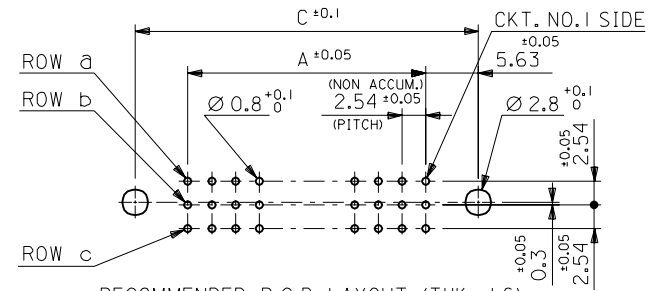 C ±0.1
CKT. NO.1 SIDE
A ±0.05
±0.05
5.63
ROW a
ROW b
(NON ACCUM.)
2.54 ±0.05
(PITCH)
Ø 0.8 +0.1 0
Ø 2.8 +0.1 0
±0.05
2.54
ROW c
±0.05
0.3
±0.05
2.54